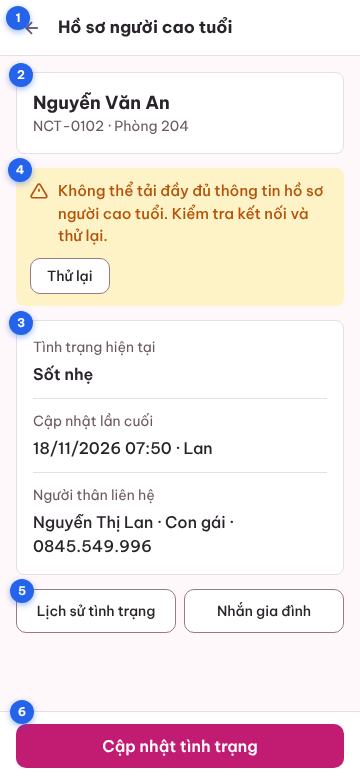 1
Hồ sơ người cao tuổi
2
Nguyễn Văn An
NCT-0102 · Phòng 204
4
Không thể tải đầy đủ thông tin hồ sơ
người cao tuổi. Kiểm tra kết nối và
thử lại.
Thử lại
3
Tình trạng hiện tại
Sốt nhẹ
Cập nhật lần cuối
18/11/2026 07:50 · Lan
Người thân liên hệ
Nguyễn Thị Lan · Con gái ·
0845.549.996
5
Lịch sử tình trạng
Nhắn gia đình
6
Cập nhật tình trạng